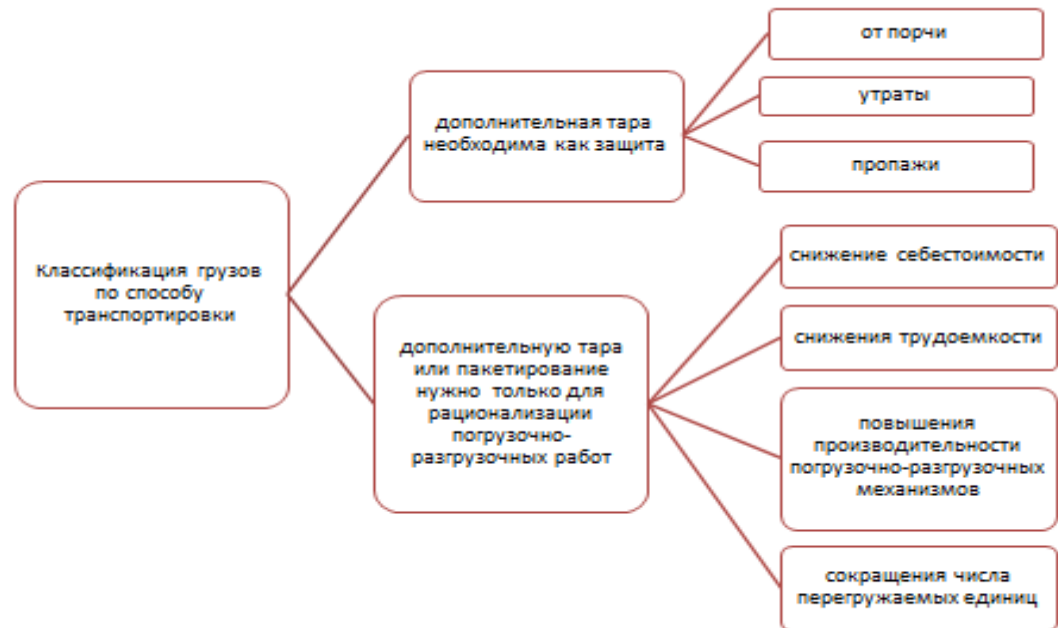 Классификация грузов
по способу
транспортировки
дополнительная тара
необходима как защита
от порчи
утраты
пропажи
дополнительную тара
или пакетирование
нужно только для
рационализации
погрузочно-
разгрузочных работ
снижение себестоимости
снижения трудоемкости
повышения
производительности
погрузочно-разгрузочных
механизмов
сокращения числа
перегружаемых единиц